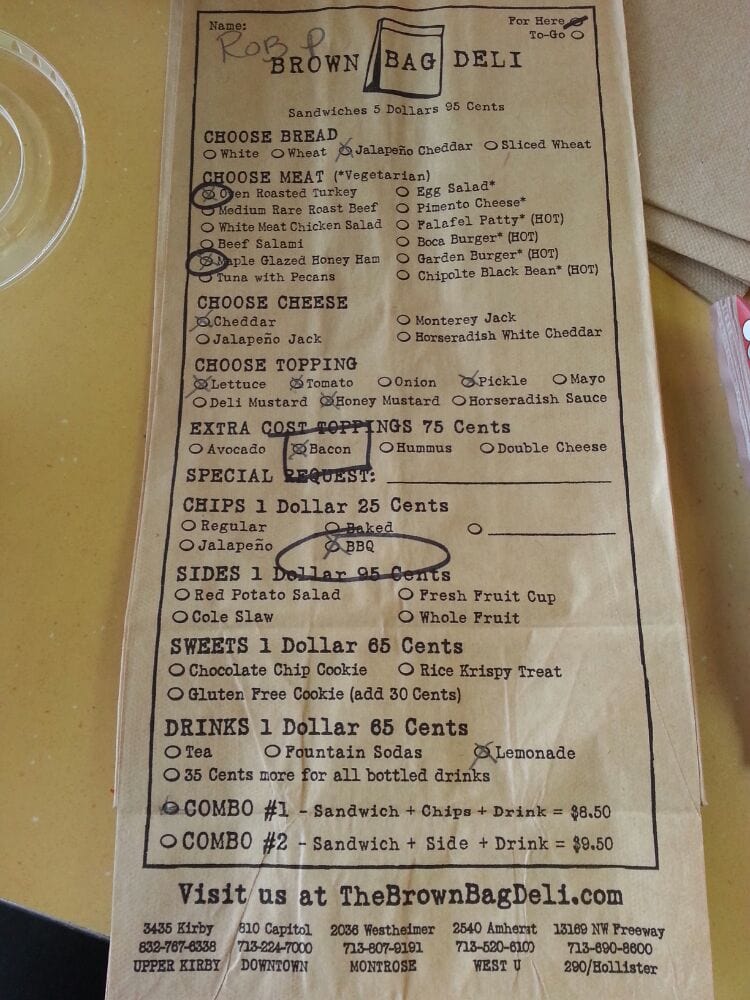 Name: For Here
Rob P To-Go
BROWN BAG DELI
Sandwiches 5 Dollars 95 Cents
CHOOSE BREAD
White Wheat Jalapeño Cheddar Sliced Wheat
CHOOSE MEAT (*Vegetarian)
Oven Roasted Turkey Egg Salad*
Medium Rare Roast Beef Pimento Cheese*
White Meat Chicken Salad Falafel Patty* (HOT)
Beef Salami Boca Burger* (HOT)
Maple Glazed Honey Ham Garden Burger* (HOT)
Tuna with Pecans Chipolte Black Bean* (HOT)
CHOOSE CHEESE
Cheddar Monterey Jack
Jalapeño Jack Horseradish White Cheddar
CHOOSE TOPPING
Lettuce Tomato Onion Pickle Mayo
Deli Mustard Honey Mustard Horseradish Sauce
EXTRA COST TOPPINGS 75 Cents
Avocado Bacon Hummus Double Cheese
SPECIAL REQUEST:
CHIPS 1 Dollar 25 Cents
Regular Baked
Jalapeño BBQ
SIDES 1 Dollar 95 Cents
Red Potato Salad Fresh Fruit Cup
Cole Slaw Whole Fruit
SWEETS 1 Dollar 65 Cents
Chocolate Chip Cookie Rice Krispy Treat
Gluten Free Cookie (add 30 Cents)
DRINKS 1 Dollar 65 Cents
Tea Fountain Sodas Lemonade
35 Cents more for all bottled drinks
COMBO #1 - Sandwich + Chips + Drink = $8.50
COMBO #2 - Sandwich + Side + Drink = $9.50
Visit us at TheBrownBagDeli.com
3435 Kirby 810 Capitol 2036 Westheimer 2540 Amherst 13169 NW Freeway
832-767-6338 713-224-7000 713-807-9191 713-520-6100 713-690-8600
UPPER KIRBY DOWNTOWN MONTROSE WEST U 290/Hollister